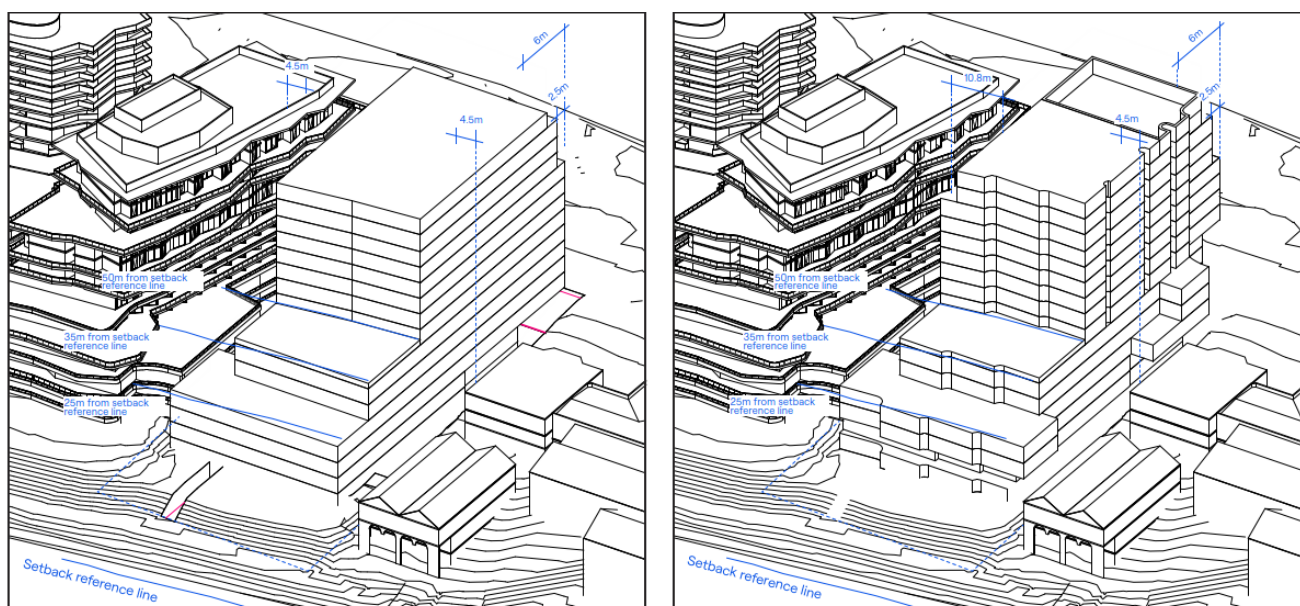 6m
4.5m
2.5m
4.5m
50m from setback
reference line
35m from setback
reference line
25m from setback
reference line
Setback reference line
6m
10.8m
2.5m
4.5m
50m from setback
reference line
35m from setback
reference line
25m from setback
reference line
Setback reference line